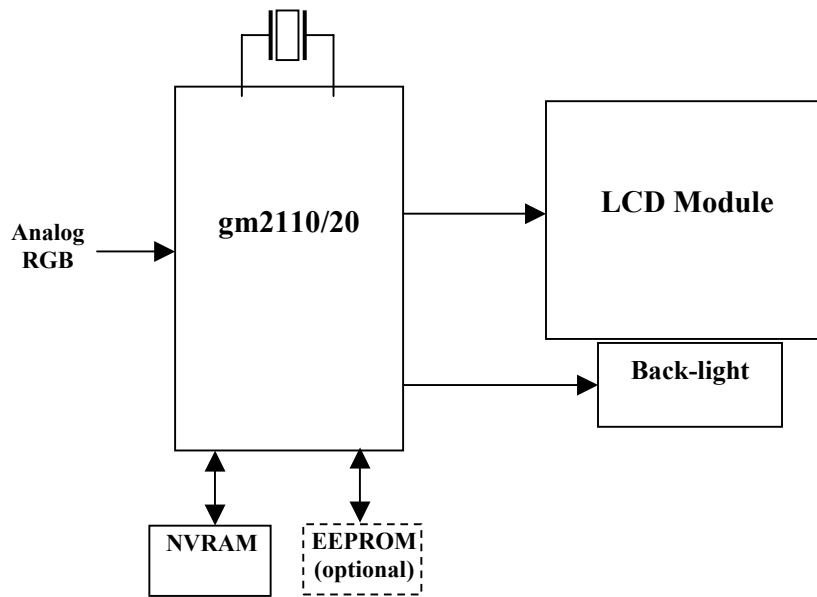 gm2110/20
Analog
RGB
LCD Module
Back-light
NVRAM
EEPROM
(optional)